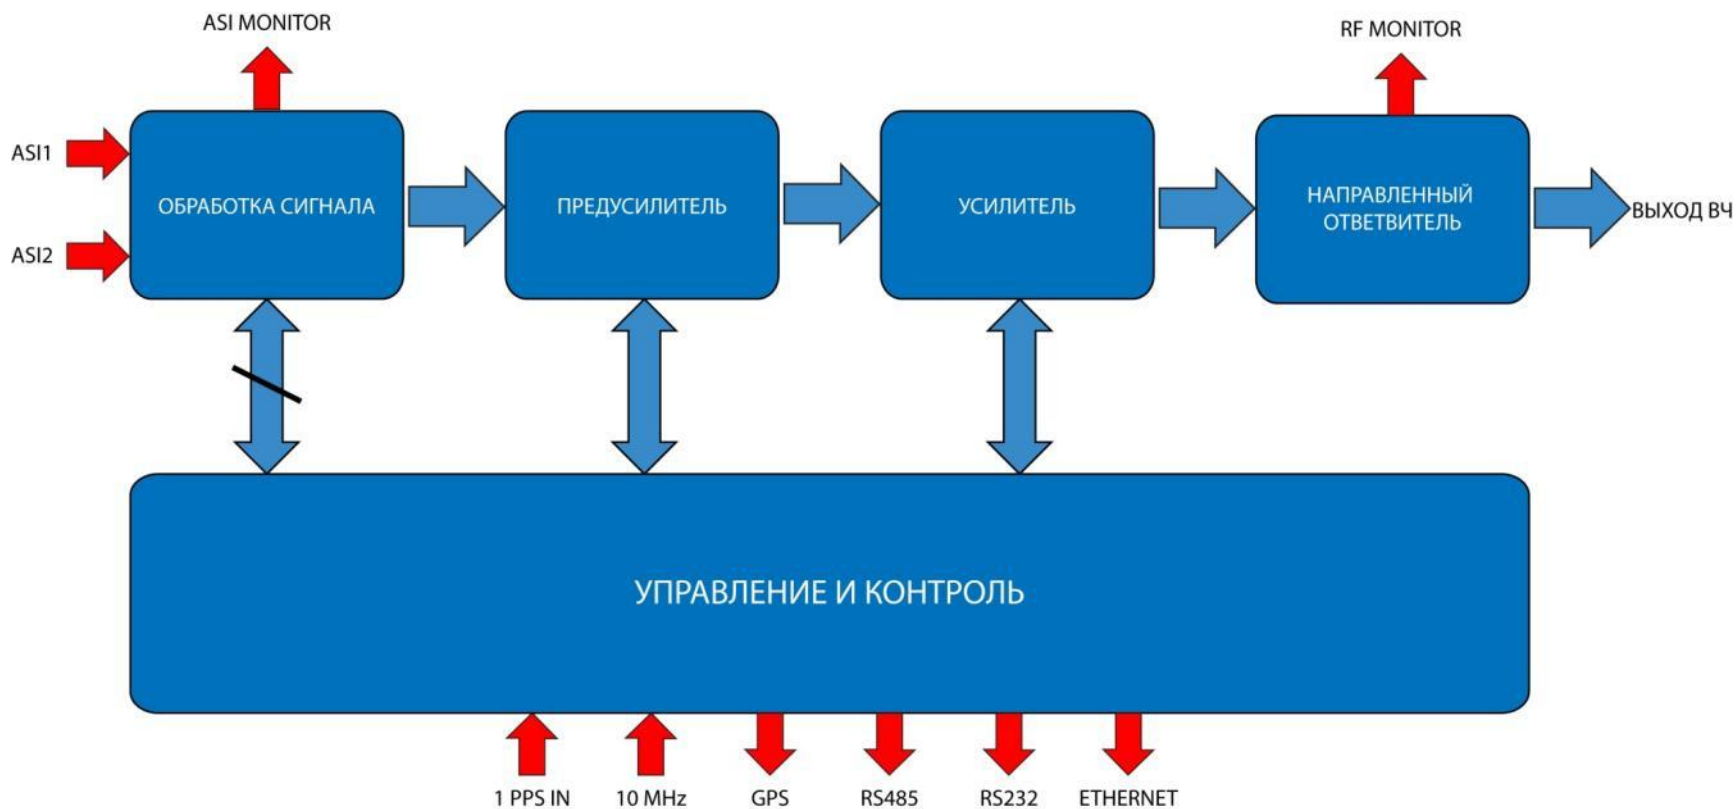 ASI MONITOR
RF MONITOR
ASI1
ASI2
ОБРАБОТКА СИГНАЛА
ПРЕДУСИЛИТЕЛЬ
УСИЛИТЕЛЬ
НАПРАВЛЕННЫЙ
ОТВЕТВИТЕЛЬ
ВЫХОД ВЧ
УПРАВЛЕНИЕ И КОНТРОЛЬ
1 PPS IN
10 MHz
GPS
RS485
RS232
ETHERNET